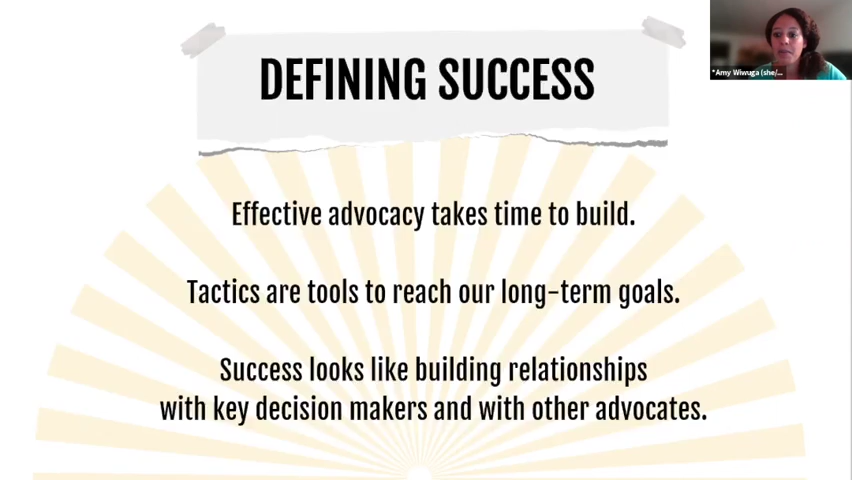 *Amy Wiwuga (she/...
DEFINING SUCCESS
Effective advocacy takes time to build.
Tactics are tools to reach our long-term goals.
Success looks like building relationships
with key decision makers and with other advocates.